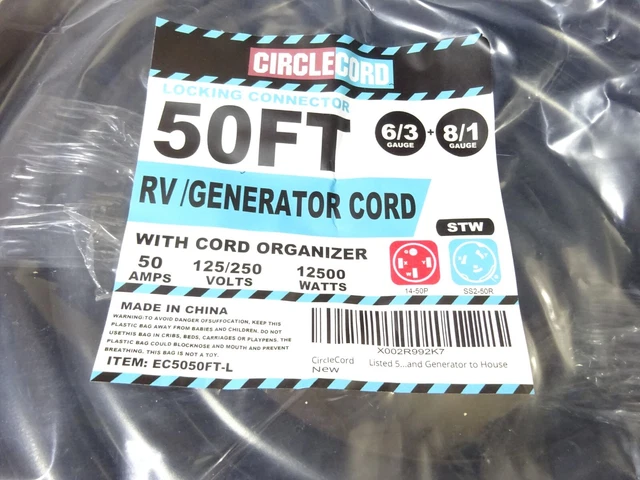 CIRCLECORD
LOCKING CONNECTOR
50FT
6/3 + 8/1
GAUGE GAUGE
RV /GENERATOR CORD
STW
WITH CORD ORGANIZER
50 125/250 12500
AMPS VOLTS WATTS
14-50P SS2-50R
MADE IN CHINA
WARNING:TO AVOID DANGER OFSUFFOCATION, KEEP THIS
PLASTIC BAG AWAY FROM BABIES AND CHILDREN. DO NOT
USETHIS BAG IN CRIBS, BEDS, CARRIAGES OR PLAYPENS. THE
PLASTIC BAG COULD BLOCKNOSE AND MOUTH AND PREVENT
BREATHING. THIS BAG IS NOT A TOY.
ITEM: EC5050FT-L
X002R992K7
CircleCord Listed 5...and Generator to House
New